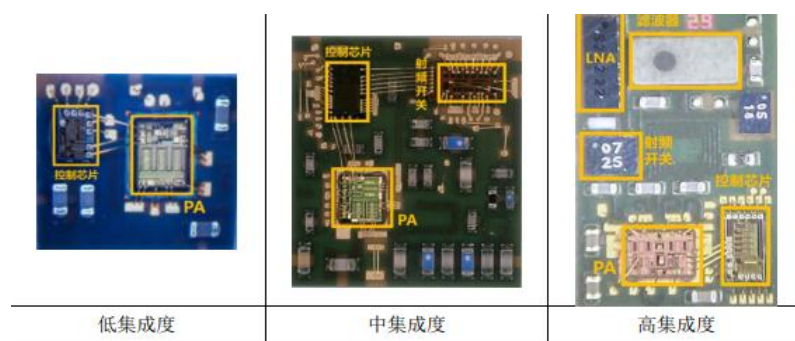 控制芯片
PA
低集成度
控制芯片
射频开关
PA
中集成度
滤波器
29
LNA
05
18
07
25
射频
开关
控制芯片
PA
高集成度